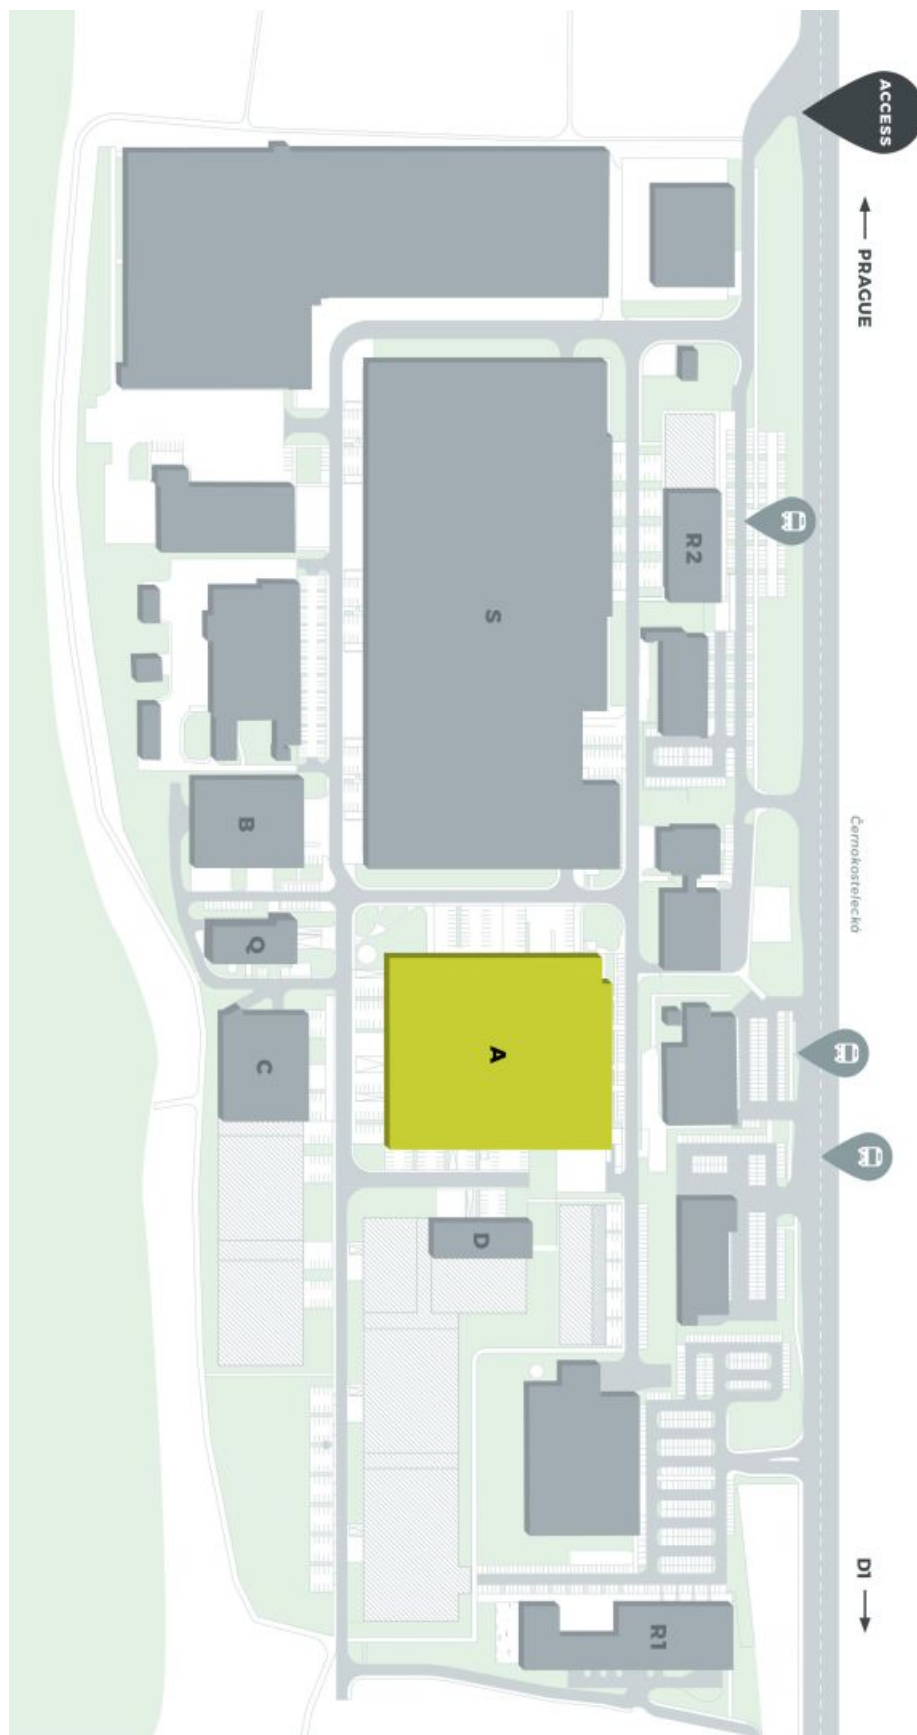 ACCESS
← PRAGUE
Černokostelecká
D1 →
R2
S
B
Q
A
C
D
R1